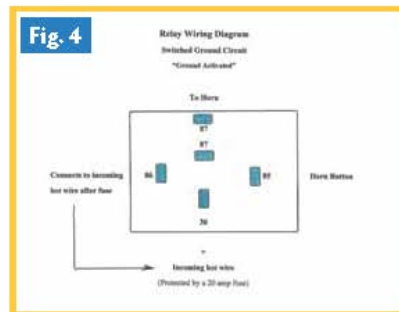 Fig. 4
Relay Wiring Diagram
Switched Ground Circuit
"Ground Activated"
To Horn
87
87
Connects to incoming
hot wire after fuse
86
85
Horn Button
30
+
Incoming hot wire
(Protected by a 20 amp fuse)